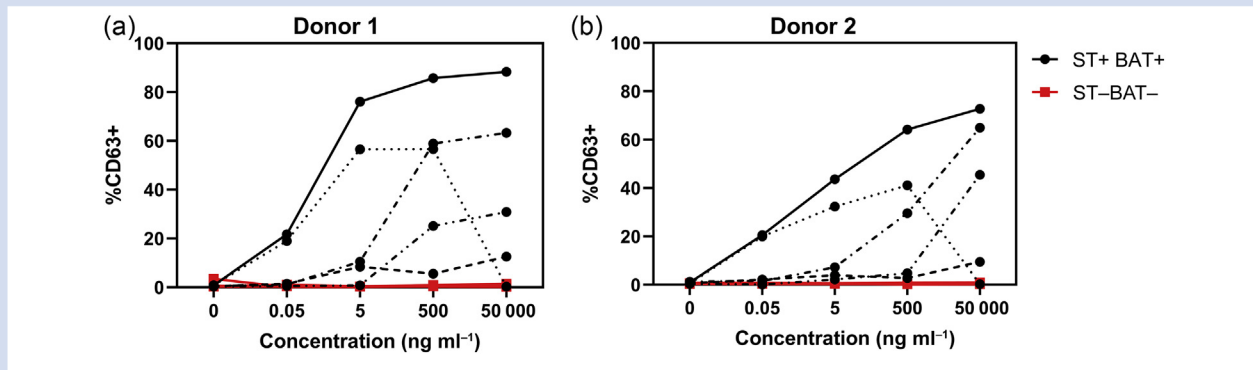 (a)
Donor 1
100
80
60
40
20
0
%CD63+
0 0.05 5 500 50 000
Concentration (ng ml⁻¹)
(b)
Donor 2
100
80
60
40
20
0
%CD63+
0 0.05 5 500 50 000
Concentration (ng ml⁻¹)
ST+ BAT+
ST–BAT–